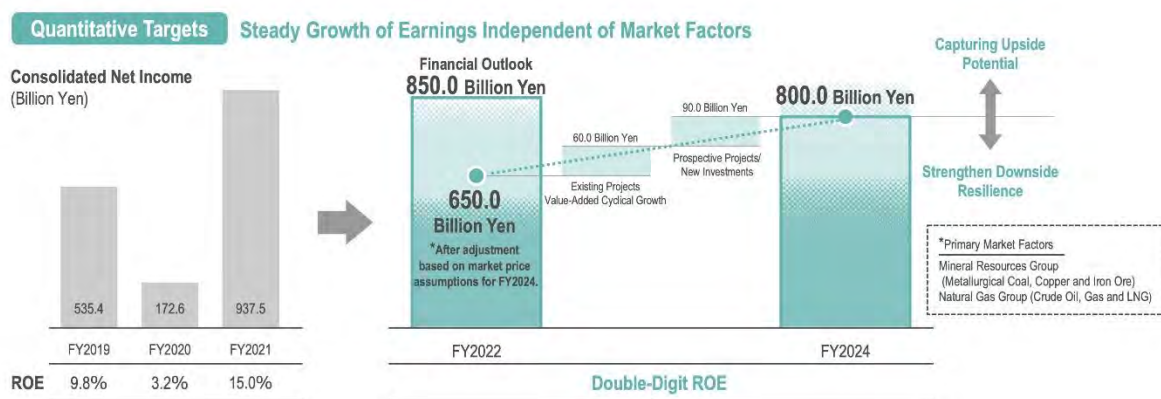 Quantitative Targets
Steady Growth of Earnings Independent of Market Factors
Consolidated Net Income
(Billion Yen)
535.4
172.6
937.5
FY2019
FY2020
FY2021
ROE
9.8%
3.2%
15.0%
Financial Outlook
850.0 Billion Yen
650.0
Billion Yen
*After adjustment
based on market price
assumptions for FY2024.
60.0 Billion Yen
Existing Projects
Value-Added Cyclical Growth
90.0 Billion Yen
Prospective Projects/
New Investments
800.0 Billion Yen
FY2022
FY2024
Double-Digit ROE
Capturing Upside
Potential
Strengthen Downside
Resilience
*Primary Market Factors
Mineral Resources Group
(Metallurgical Coal, Copper and Iron Ore)
Natural Gas Group (Crude Oil, Gas and LNG)